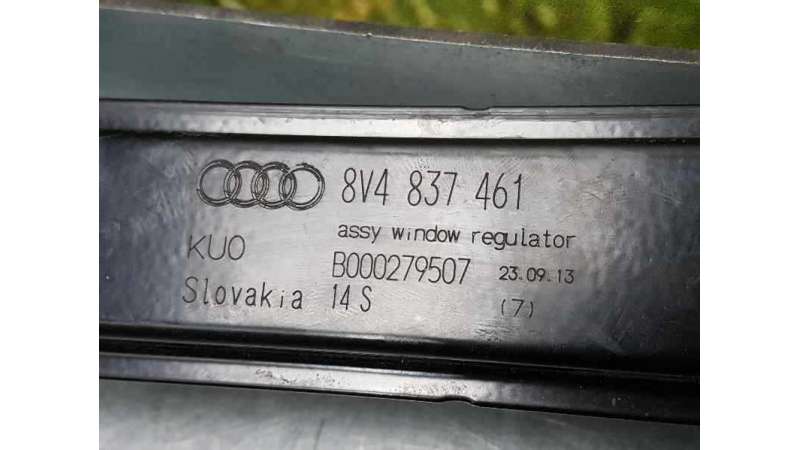 8V4 837 461
assy window regulator
KUO B000279507 23.09.13
Slovakia 14 S (7)